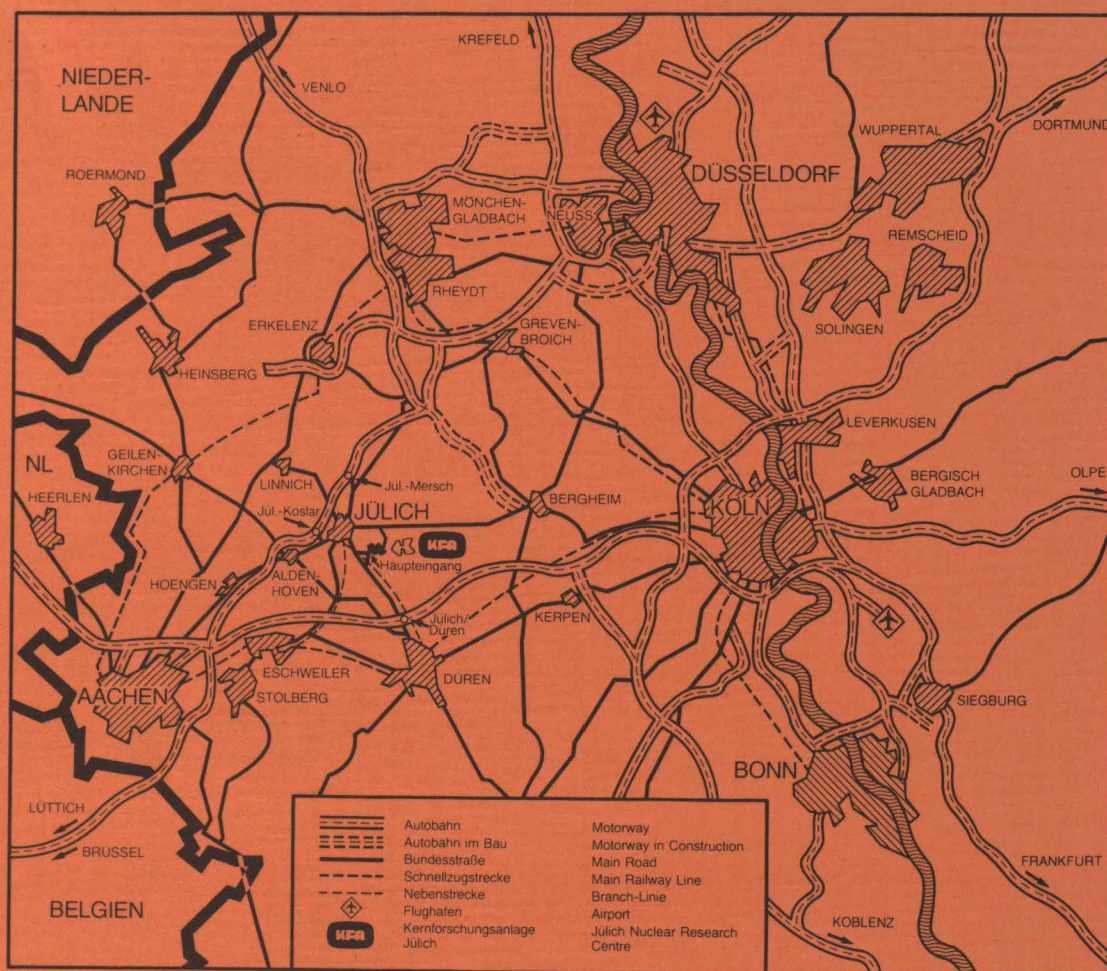 KREFELD
NIEDER-
LANDE
VENLO
DORTMUND
WUPPERTAL
ROERMOND
DÜSSELDORF
MÖNCHEN-
GLADBACH
NEUSS
REMSCHEID
RHEYDT
ERKELENZ
GREVEN-
BROICH
SOLINGEN
HEINSBERG
LEVERKUSEN
NL
GEILEN-
KIRCHEN
LINNICH
BERGISCH
GLADBACH
OLPE
HEERLEN
Jul.-Mersch
BERGHEIM
KÖLN
JÜLICH
Jül.-Koslar
KFA
Haupteingang
HOENGEN
ALDEN-
HOVEN
Jülich/
Düren
KERPEN
ESCHWEILER
DÜREN
AACHEN
STOLBERG
SIEGBURG
BONN
LÜTTICH
BRÜSSEL
FRANKFURT
BELGIEN
KOBLENZ
Autobahn Motorway
Autobahn im Bau Motorway in Construction
Bundesstraße Main Road
Schnellzugstrecke Main Railway Line
Nebenstrecke Branch-Linie
Flughafen Airport
KFA Kernforschungsanlage Jülich Nuclear Research
Jülich Centre